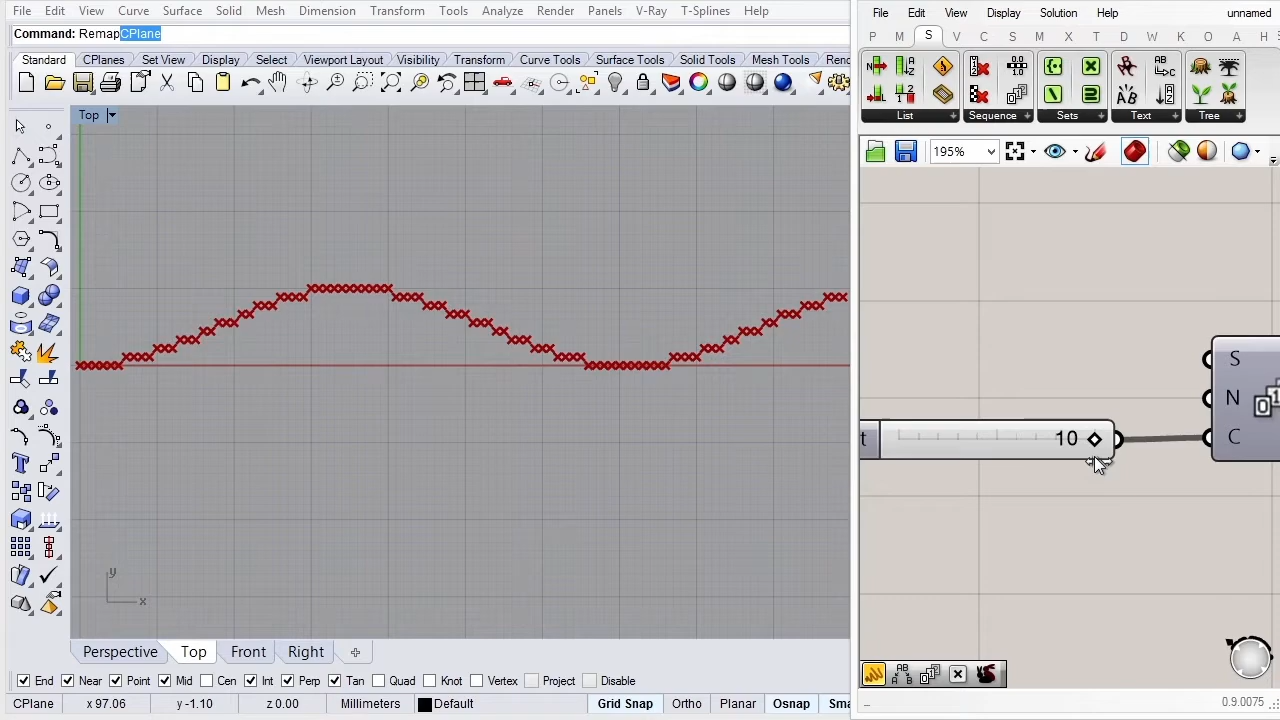 File Edit View Curve Surface Solid Mesh Dimension Transform Tools Analyze Render Panels V-Ray T-Splines Help
Command: RemapCPlane
Standard CPlanes Set View Display Select Viewport Layout Visibility Transform Curve Tools Surface Tools Solid Tools Mesh Tools Ren
Top
y
x
Perspective Top Front Right
End Near Point Mid Cen Int Perp Tan Quad Knot Vertex Project Disable
CPlane x 97.06 y -1.10 z 0.00 Millimeters Default Grid Snap Ortho Planar Osnap Sma
File Edit View Display Solution Help unnamed
P M S V C S M X T D W K O A H
List Sequence Sets Text Tree
195%
S
N
C
t 10
0.9.0075